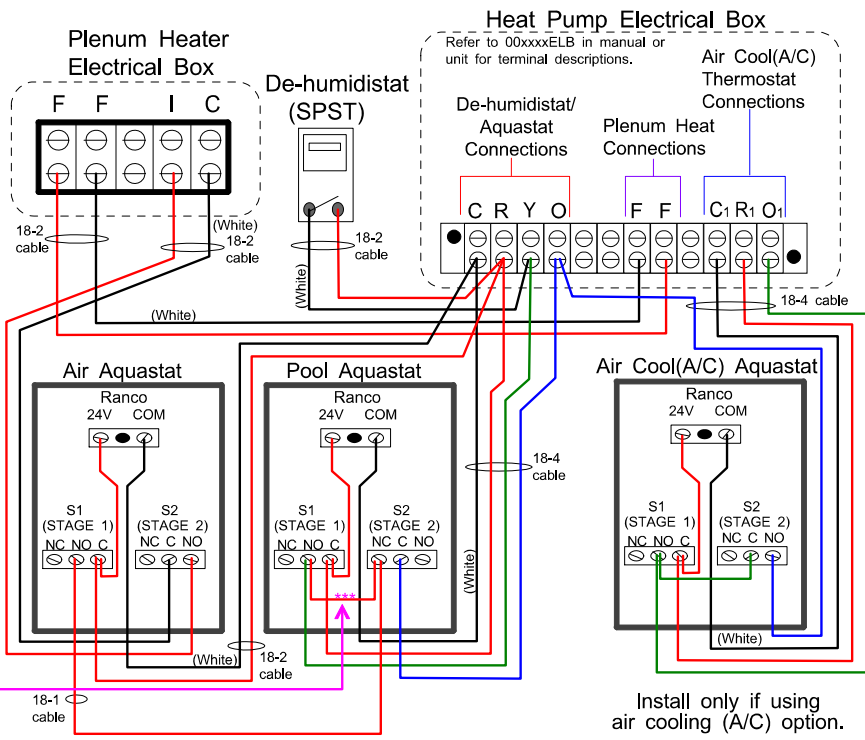 Heat Pump Electrical Box
Refer to 00xxxxELB in manual or
unit for terminal descriptions.
Plenum Heater
Electrical Box
F F I C
De-humidistat
(SPST)
De-humidistat/
Aquastat
Connections
Plenum Heat
Connections
Air Cool(A/C)
Thermostat
Connections
C R Y O F F C1 R1 O1
18-2
cable
(White)
18-2
cable
18-2
cable
(White)
(White)
18-4 cable
Air Aquastat
Ranco
24V COM
S1
(STAGE 1)
NC NO C
S2
(STAGE 2)
NC C NO
(White)
18-2
cable
18-1
cable
Pool Aquastat
Ranco
24V COM
S1
(STAGE 1)
NC NO C
S2
(STAGE 2)
NC C NO
***
18-4
cable
(White)
Air Cool(A/C) Aquastat
Ranco
24V COM
S1
(STAGE 1)
NC NO C
S2
(STAGE 2)
NC C NO
(White)
Install only if using
air cooling (A/C) option.